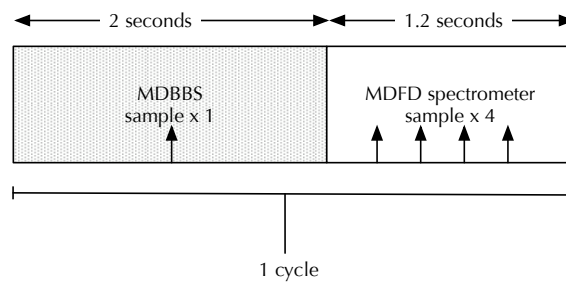 2 seconds
1.2 seconds
MDBBS
sample x 1
MDFD spectrometer
sample x 4
1 cycle